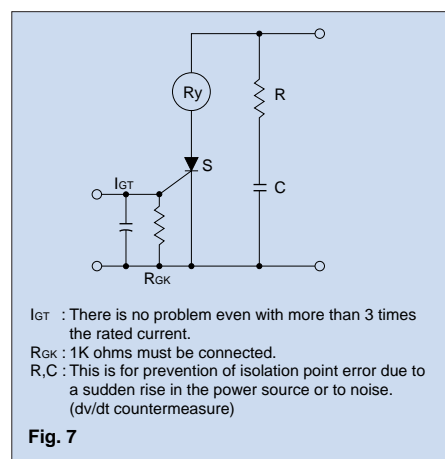 Ry
R
S
IGT
C
RGK
IGT : There is no problem even with more than 3 times
the rated current.
RGK : 1K ohms must be connected.
R,C : This is for prevention of isolation point error due to
a sudden rise in the power source or to noise.
(dv/dt countermeasure)
Fig. 7